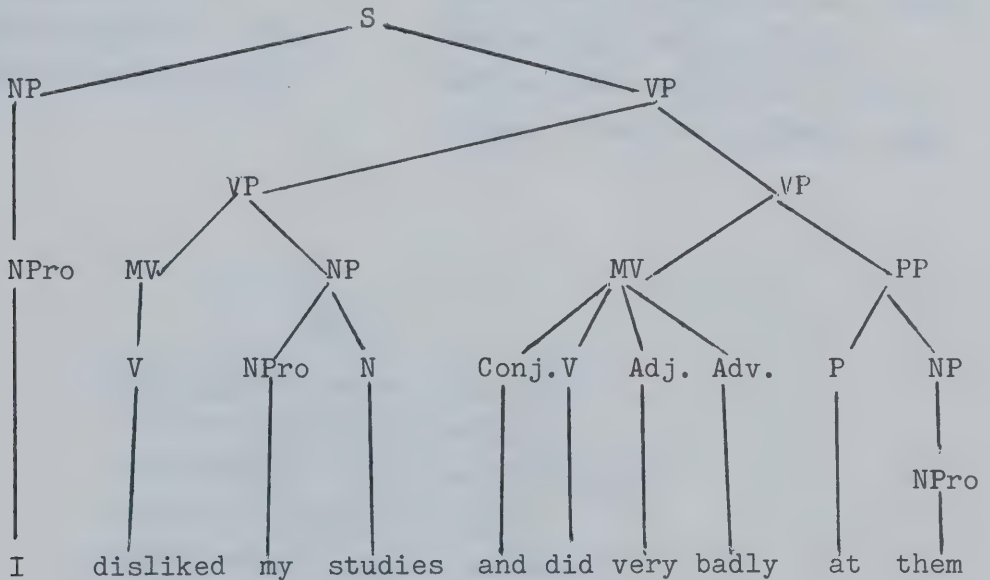 S
NP VP
VP VP
NPro MV NP MV PP
V NPro N Conj. V Adj. Adv. P NP
NPro
I disliked my studies and did very badly at them